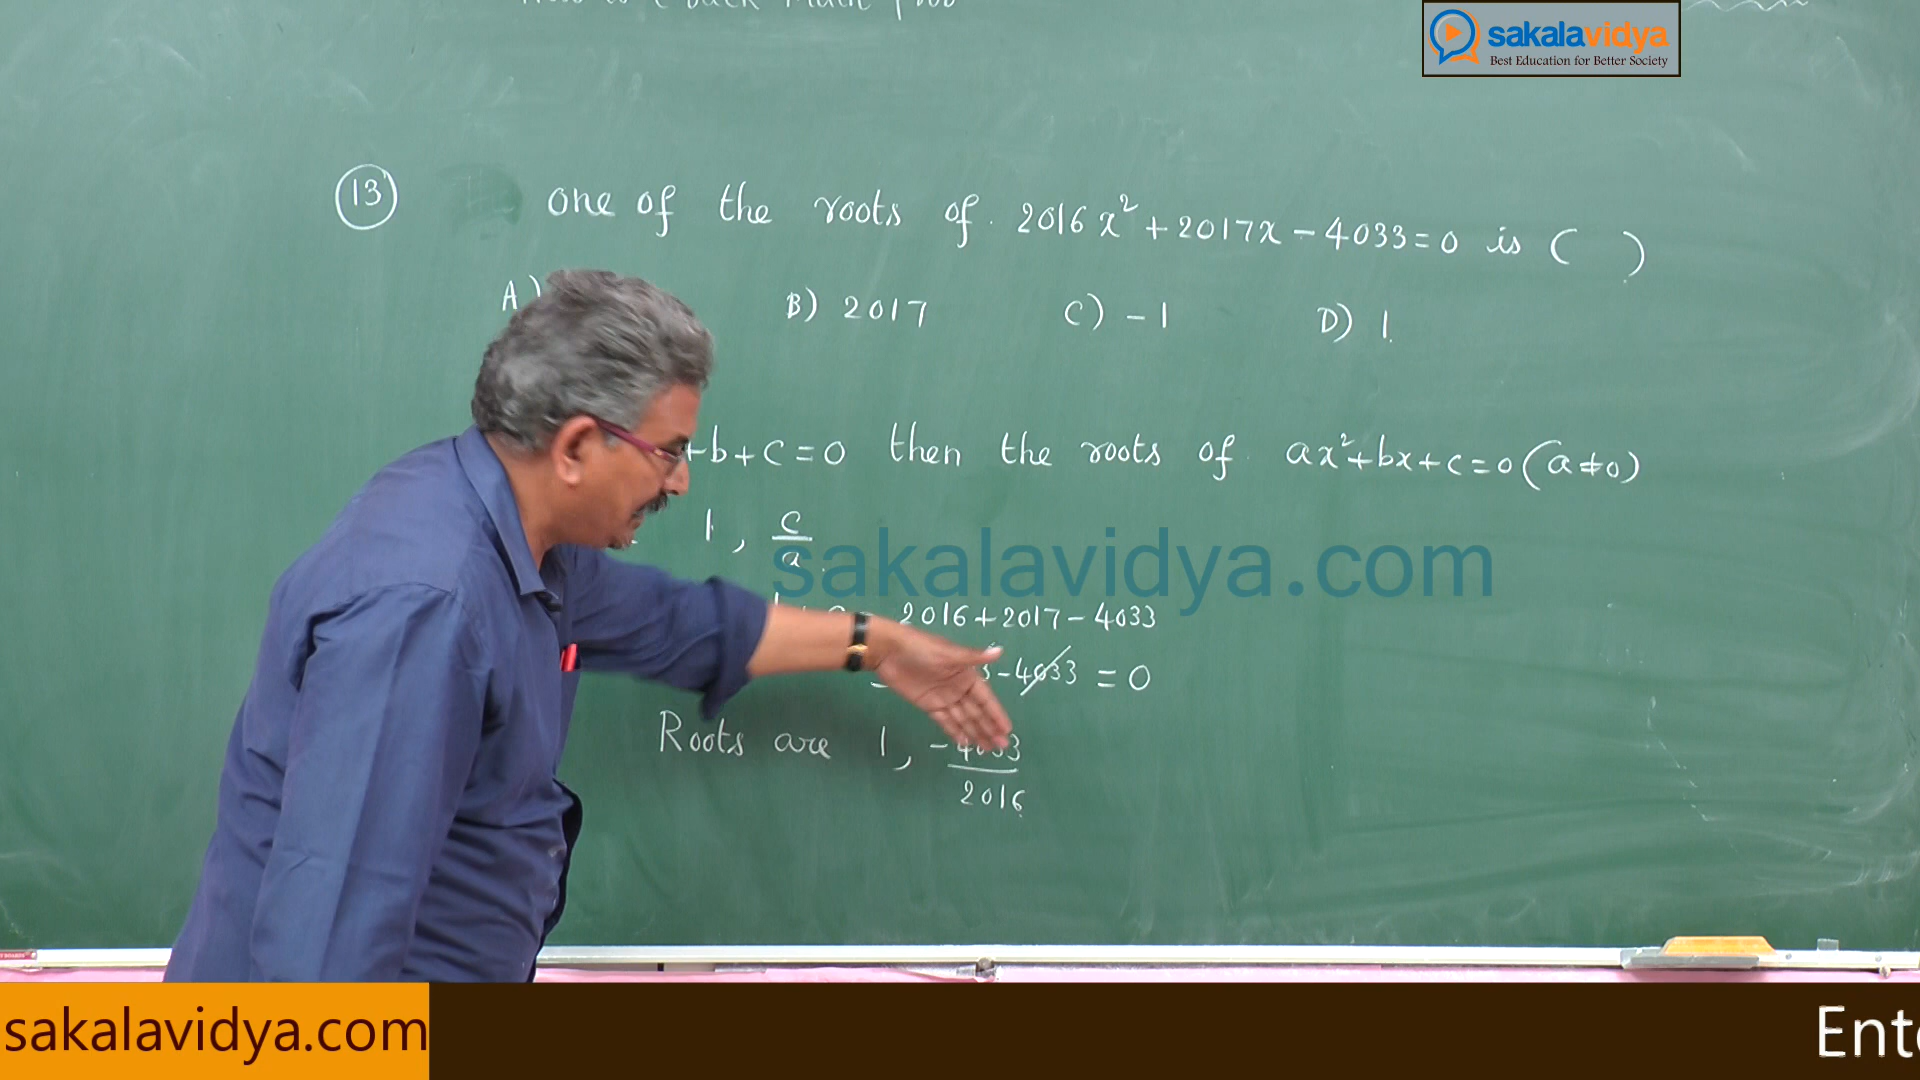 sakalavidya
Best Education for Better Society
13 one of the roots of 2016x²+2017x-4033=0 is ( )
A) B) 2017 C) -1 D) 1.
+b+c=0 then the roots of ax²+bx+c=0 (a≠0)
1, c/a.
sakalavidya.com
2016+2017-4033
-4033 = 0
Roots are 1, -4033/2016.
sakalavidya.com
Ent